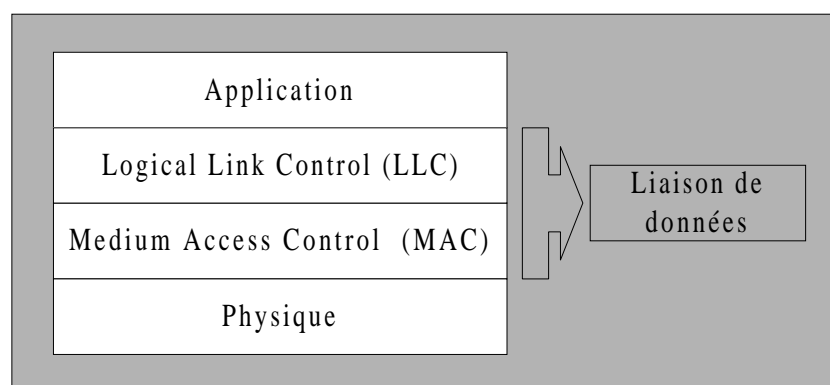 Application
Logical Link Control (LLC)
Medium Access Control (MAC)
Physique
Liaison de
données